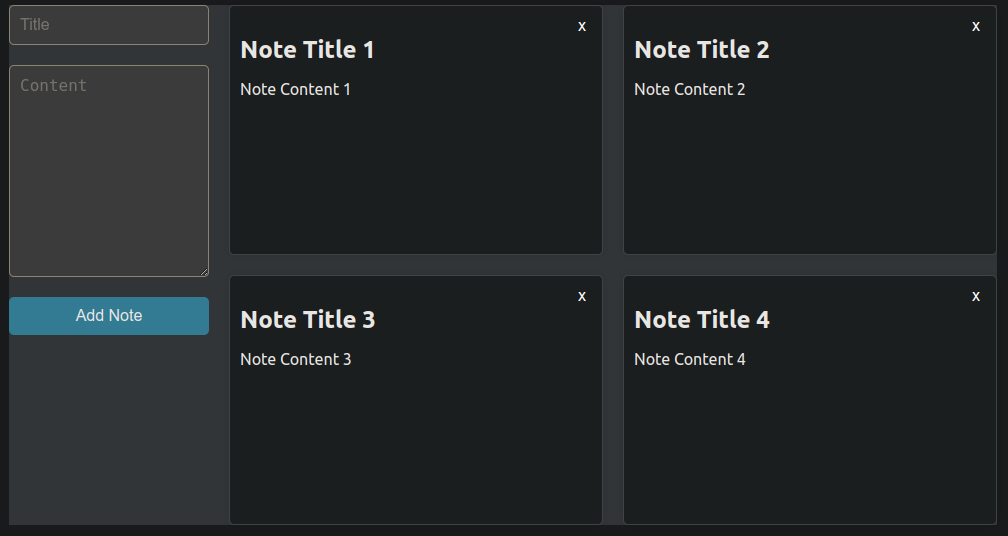 Title
Content
Add Note
x
Note Title 1
Note Content 1
x
Note Title 2
Note Content 2
x
Note Title 3
Note Content 3
x
Note Title 4
Note Content 4